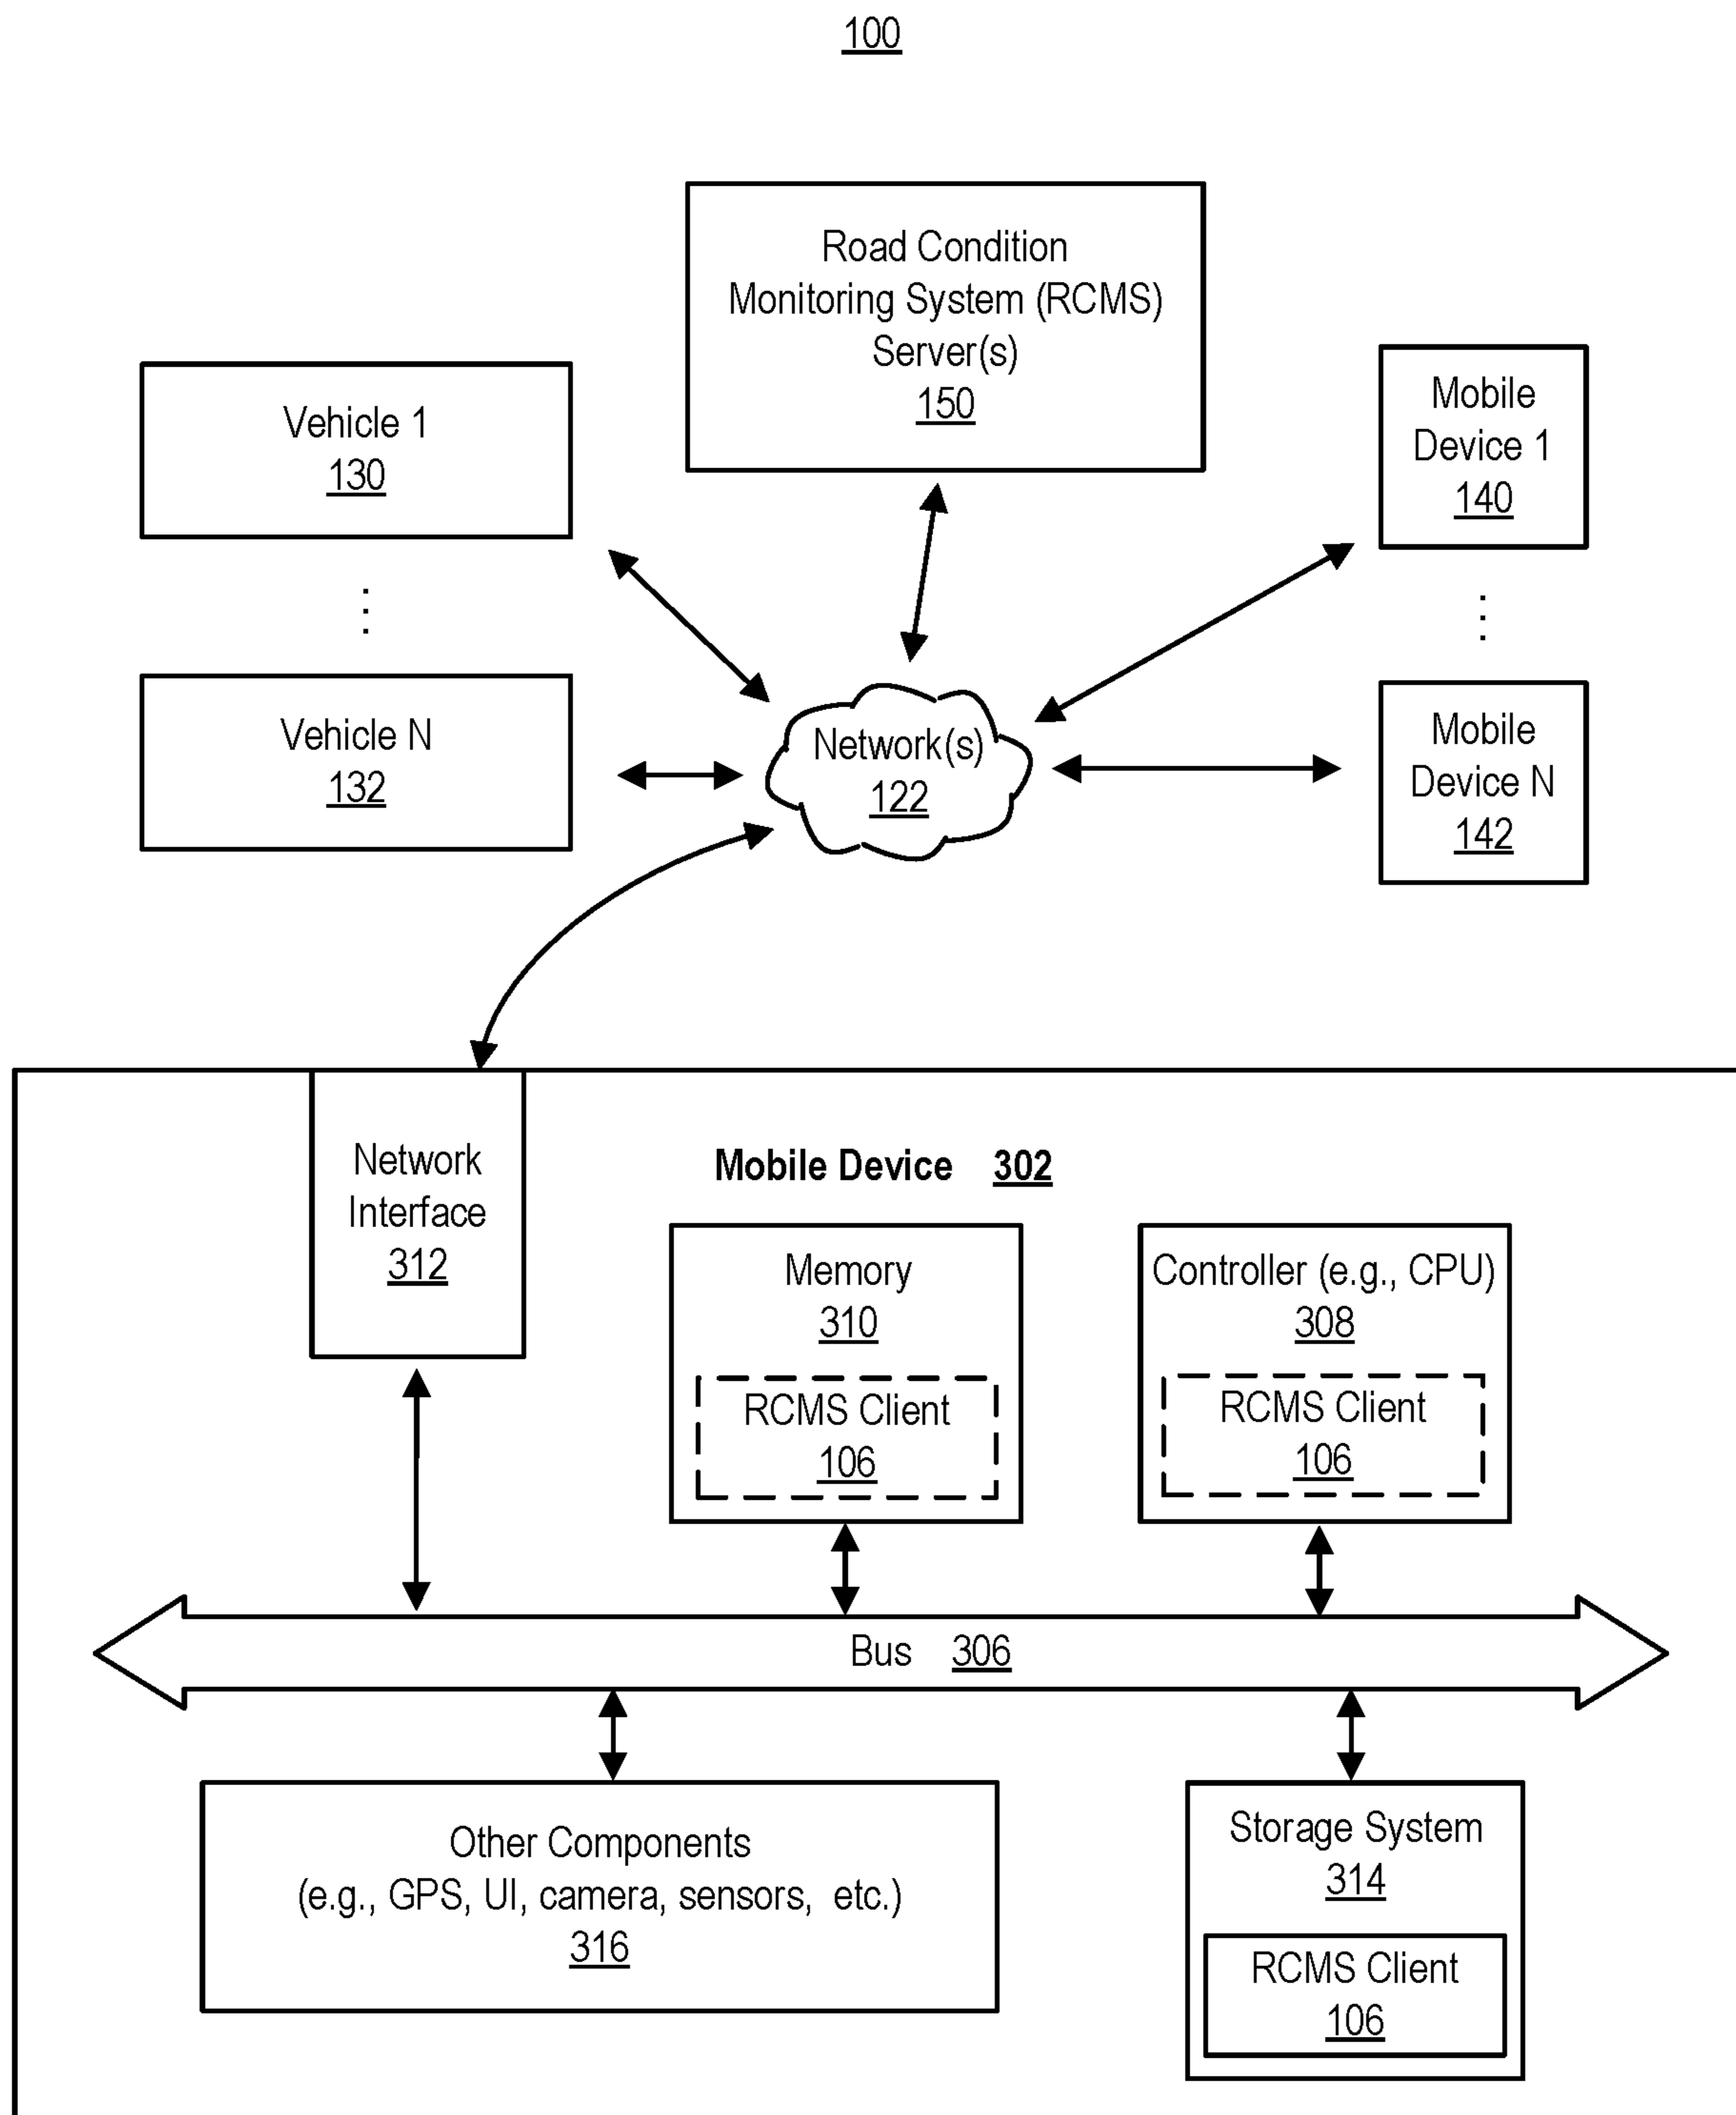 100
Road Condition
Monitoring System (RCMS)
Server(s)
150
Vehicle 1
130
Mobile
Device 1
140
Vehicle N
132
Network(s)
122
Mobile
Device N
142
Network
Interface
312
Mobile Device 302
Memory
310
RCMS Client
106
Controller (e.g., CPU)
308
RCMS Client
106
Bus 306
Other Components
(e.g., GPS, UI, camera, sensors, etc.)
316
Storage System
314
RCMS Client
106